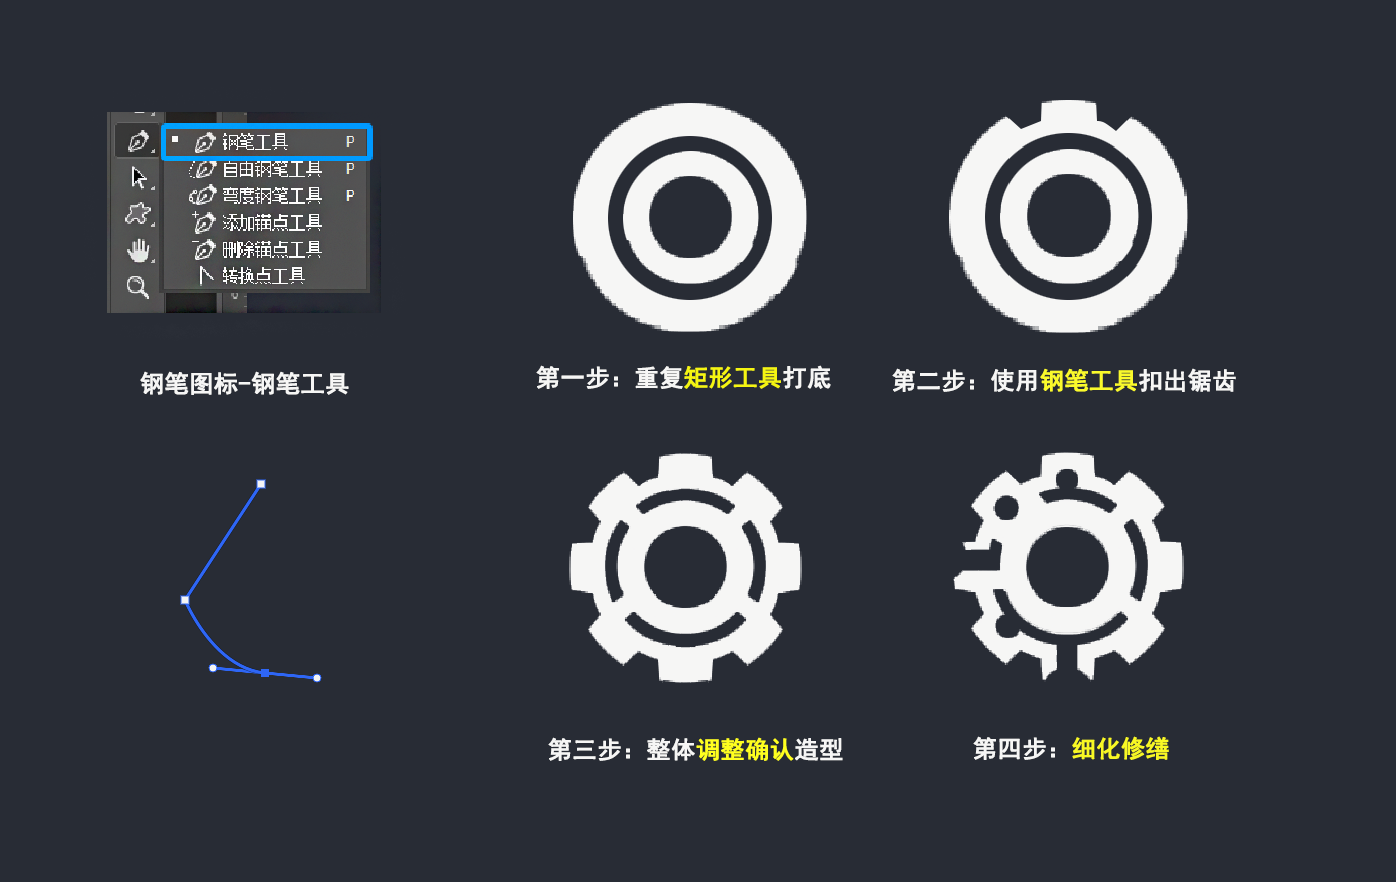 钢笔工具 P
自由钢笔工具 P
弯度钢笔工具 P
添加锚点工具
删除锚点工具
转换点工具
钢笔图标-钢笔工具
第一步：重复矩形工具打底
第二步：使用钢笔工具扣出锯齿
第三步：整体调整确认造型
第四步：细化修缮